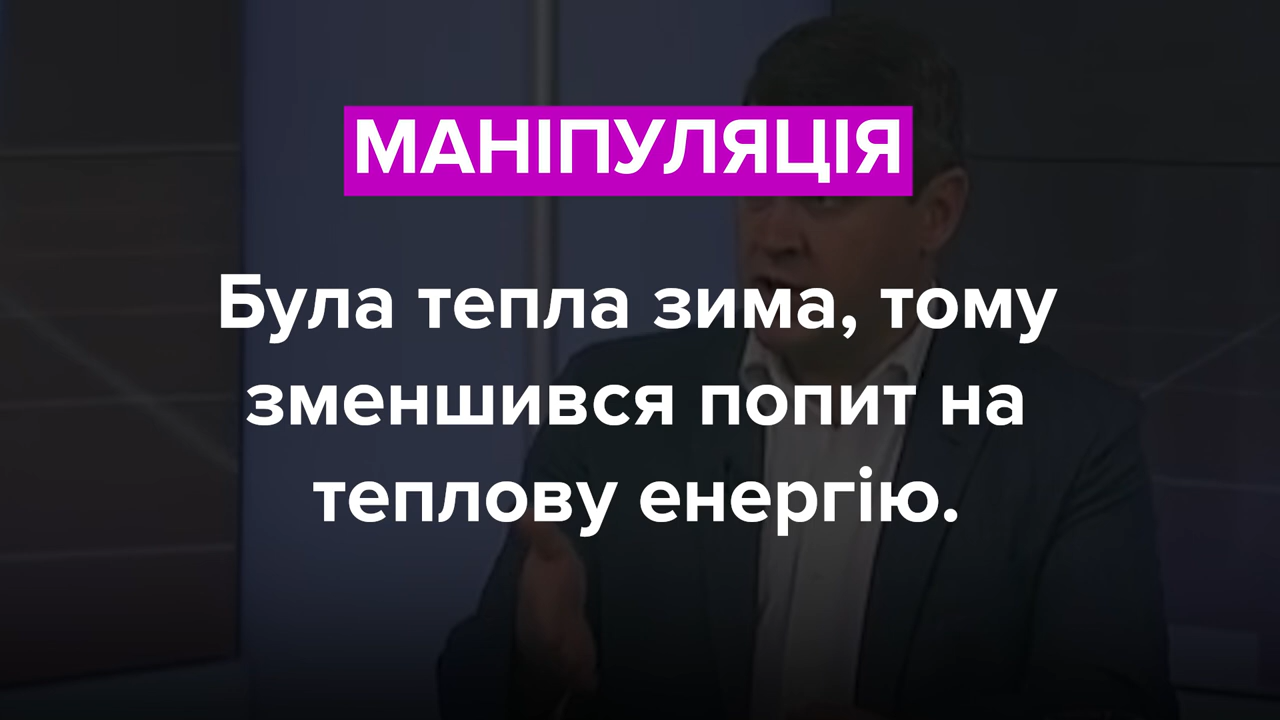 МАНІПУЛЯЦІЯ
Була тепла зима, тому
зменшився попит на
теплову енергію.